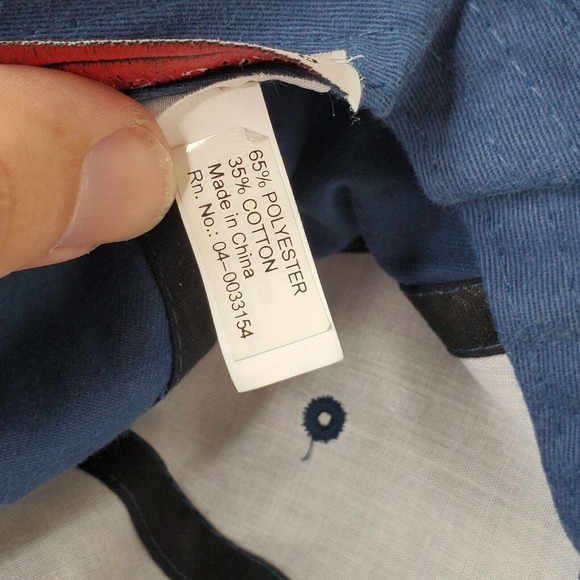 65% POLYESTER
35% COTTON
Made in China
Rn. No.: 04-0033154